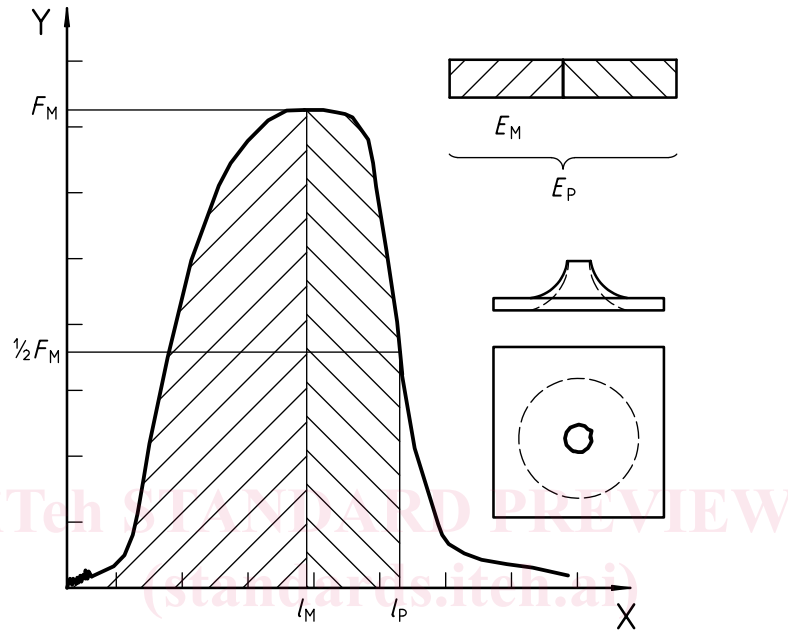 Y
F_M
E_M
E_P
½F_M
iTeh STANDARD PREVIEW
(standards.iteh.ai)
l_M
l_P
X